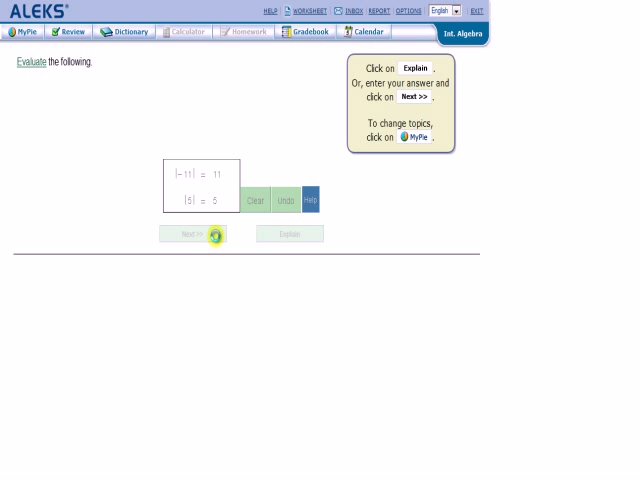 ALEKS®
HELP WORKSHEET INBOX REPORT OPTIONS English EXIT
MyPie Review Dictionary Calculator Homework Gradebook Calendar Int. Algebra
Evaluate the following.
Click on Explain .
Or, enter your answer and
click on Next >> .
To change topics,
click on MyPie .
|−11| = 11
|5| = 5
Clear Undo Help
Next >> Explain